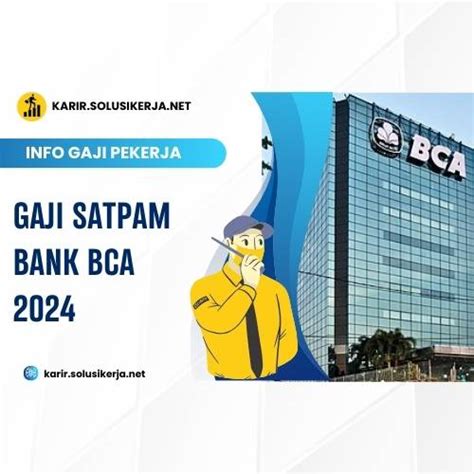 KARIR.SOLUSIKERJA.NET
INFO GAJI PEKERJA
GAJI SATPAM
BANK BCA
2024
BCA
karir.solusikerja.net